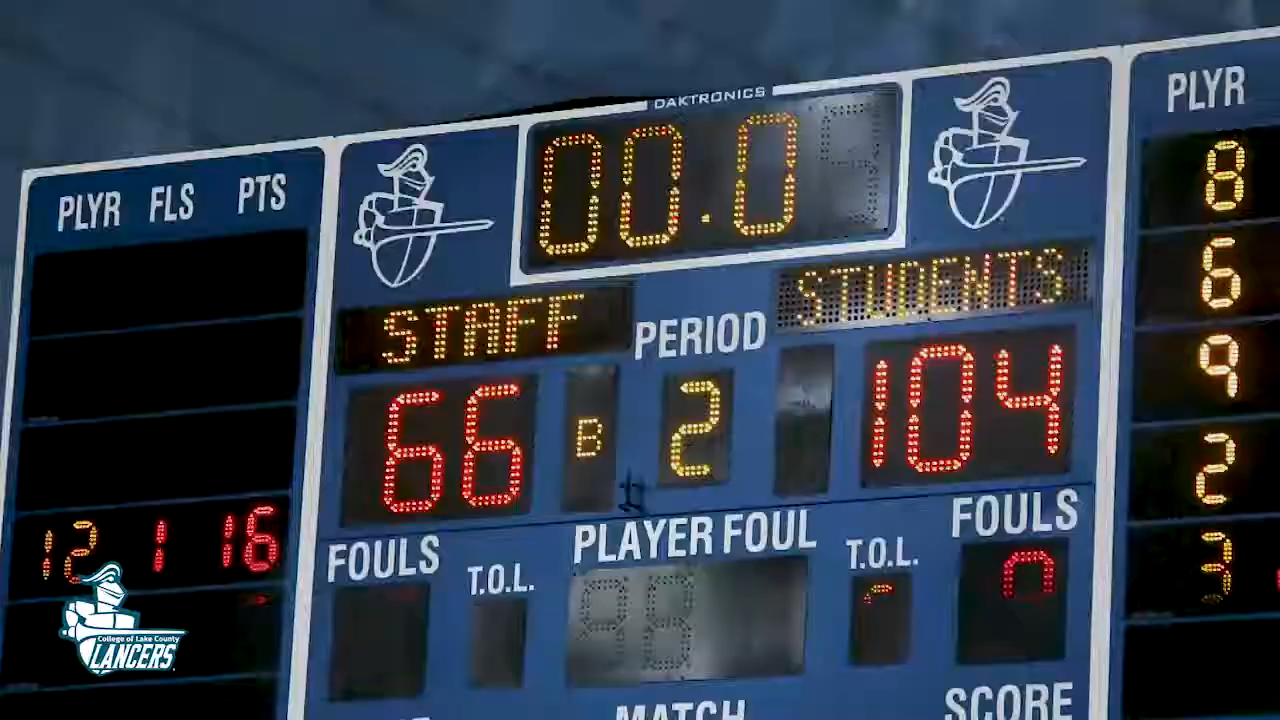 DAKTRONICS
00.0
PLYR FLS PTS
PLYR
8
6
9
2
3
STAFF
PERIOD
STUDENTS
66
B
2
104
12 1 16
FOULS
T.O.L.
PLAYER FOUL
T.O.L.
FOULS
MATCH
SCORE
College of Lake County
LANCERS